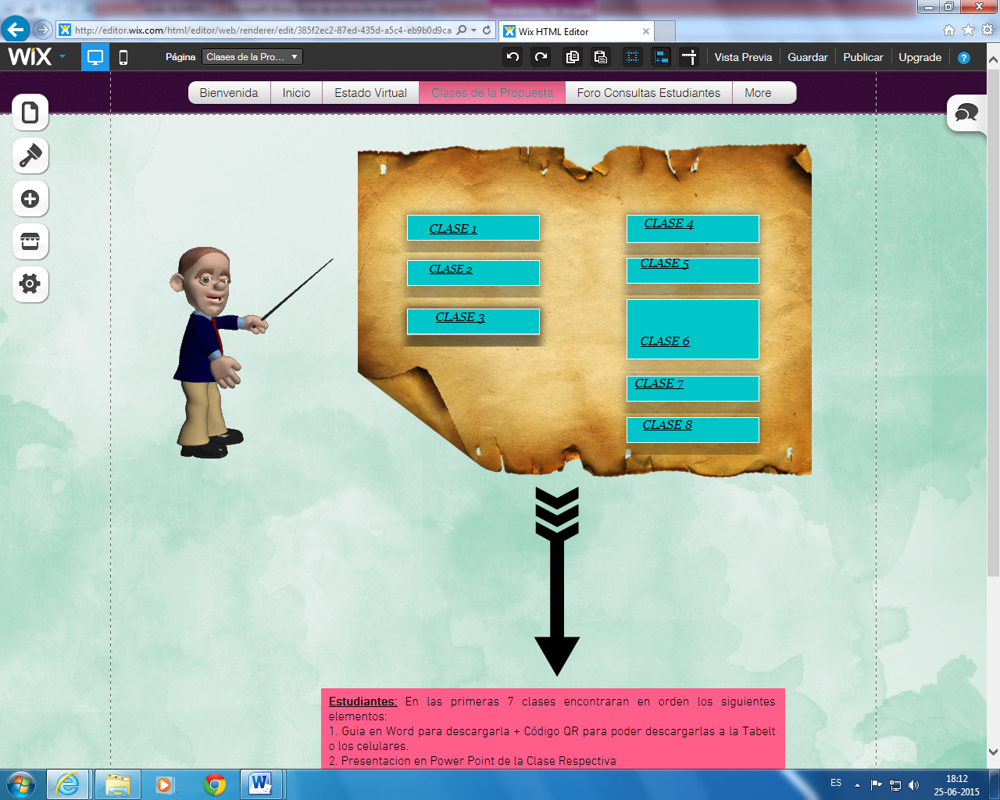 http://editor.wix.com/html/editor/web/renderer/edit/385f2ec2-87ed-435d-a5c4-eb9b0d9ca
Wix HTML Editor
WiX
Página
Clases de la Pro...
Vista Previa
Guardar
Publicar
Upgrade
?
Bienvenida
Inicio
Estado Virtual
Clases de la Propuesta
Foro Consultas Estudiantes
More
CLASE 1
CLASE 2
CLASE 3
CLASE 4
CLASE 5
CLASE 6
CLASE 7
CLASE 8
Estudiantes: En las primeras 7 clases encontraran en orden los siguientes
elementos:
1. Guia en Word para descargarla + Código QR para poder descargarlas a la Tabelt
o los celulares.
2. Presentacion en Power Point de la Clase Respectiva
ES
18:12
25-06-2015